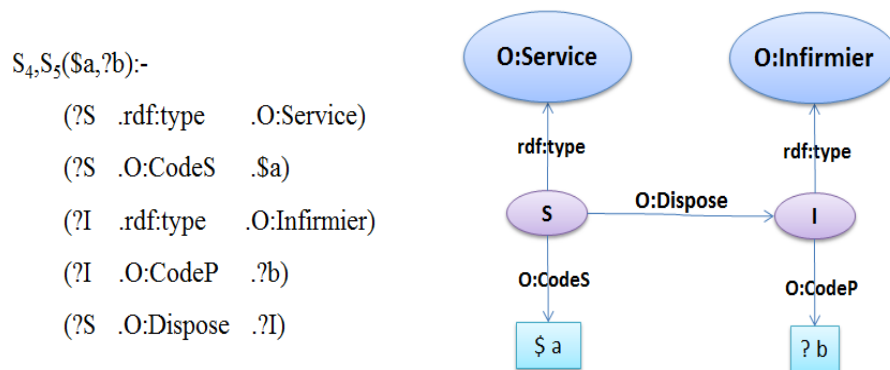 S₄,S₅($a,?b):-
(?S .rdf:type .O:Service)
(?S .O:CodeS .$a)
(?I .rdf:type .O:Infirmier)
(?I .O:CodeP .?b)
(?S .O:Dispose .?I)
O:Service O:Infirmier
rdf:type rdf:type
O:Dispose
S I
O:CodeS O:CodeP
$ a ? b